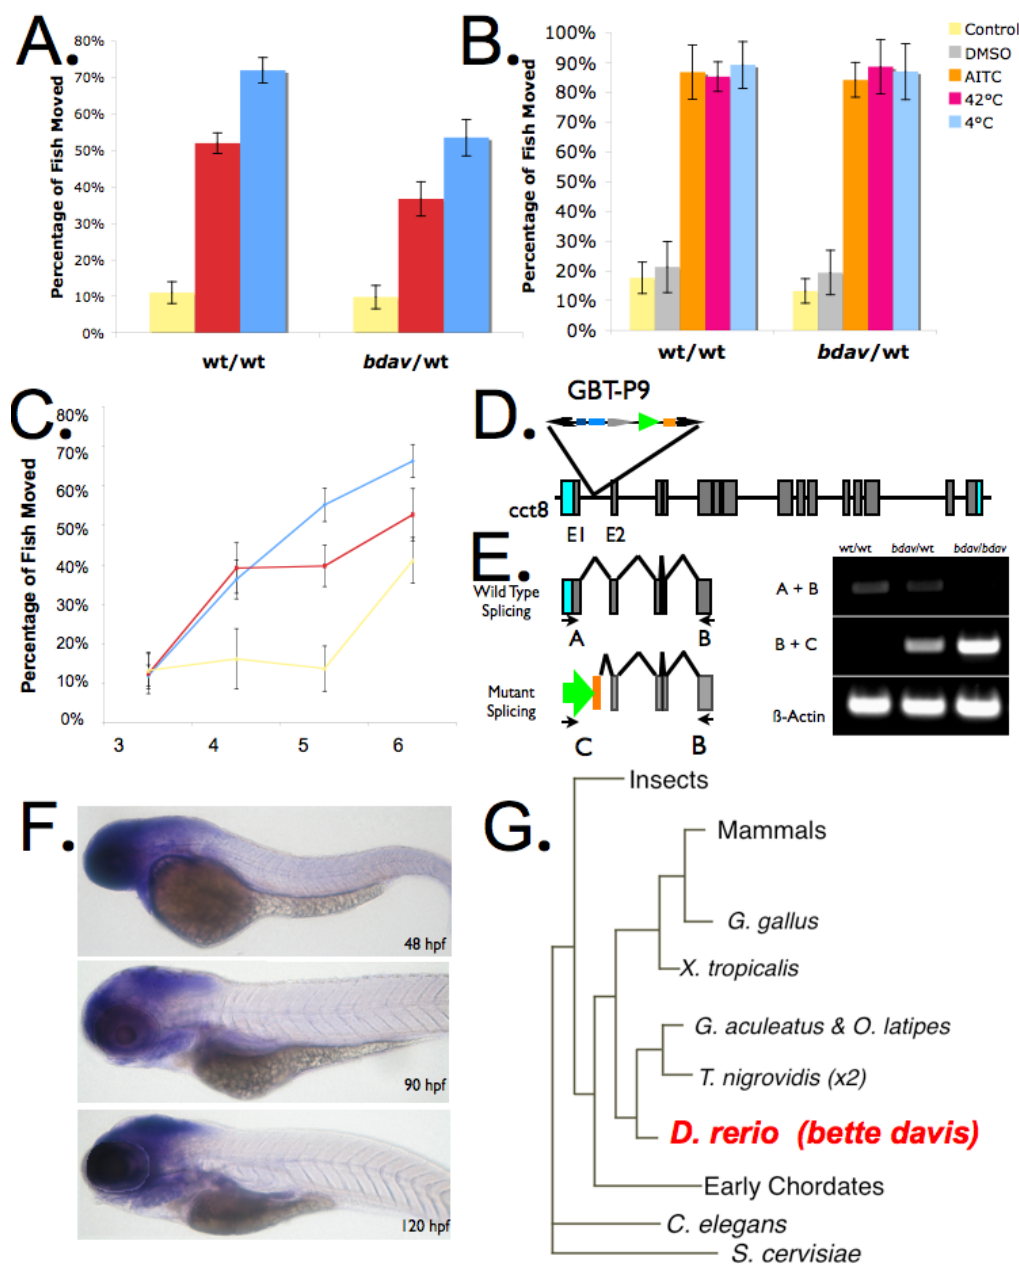 A.
80%
70%
60%
50%
40%
30%
20%
10%
0%
Percentage of Fish Moved
wt/wt
bdav/wt
B.
100%
90%
80%
70%
60%
50%
40%
30%
20%
10%
0%
Percentage of Fish Moved
wt/wt
bdav/wt
Control
DMSO
AITC
42°C
4°C
C.
80%
70%
60%
50%
40%
30%
20%
10%
0%
Percentage of Fish Moved
3
4
5
6
D.
GBT-P9
cct8
E1
E2
E.
Wild Type
Splicing
A
B
Mutant
Splicing
C
B
wt/wt
bdav/wt
bdav/bdav
A + B
B + C
ß-Actin
F.
48 hpf
90 hpf
120 hpf
G.
Insects
Mammals
G. gallus
X. tropicalis
G. aculeatus & O. latipes
T. nigrovidis (x2)
D. rerio (bette davis)
Early Chordates
C. elegans
S. cervisiae